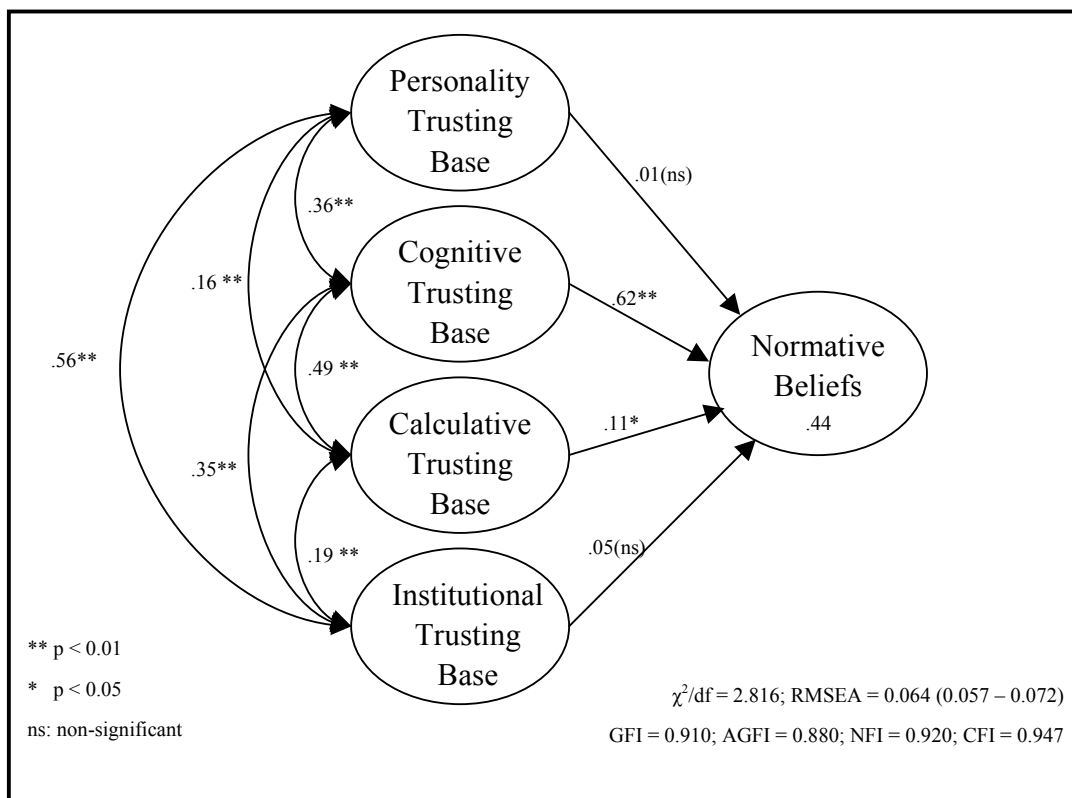 Personality
Trusting
Base
.01(ns)
.36**
Cognitive
Trusting
Base
.16 **
.62**
Normative
Beliefs
.44
.56**
.49 **
Calculative
Trusting
Base
.11*
.35**
.19 **
.05(ns)
Institutional
Trusting
Base
** p < 0.01
* p < 0.05
ns: non-significant
χ²/df = 2.816; RMSEA = 0.064 (0.057 – 0.072)
GFI = 0.910; AGFI = 0.880; NFI = 0.920; CFI = 0.947